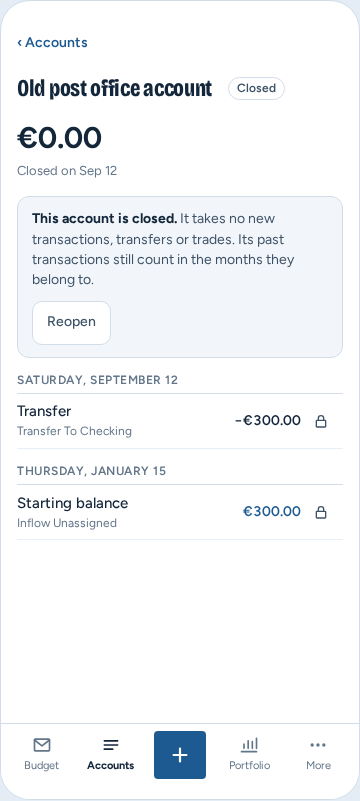 ‹ Accounts
Old post office account
Closed
€0.00
Closed on Sep 12
This account is closed. It takes no new
transactions, transfers or trades. Its past
transactions still count in the months they
belong to.
Reopen
SATURDAY, SEPTEMBER 12
Transfer
−€300.00
Transfer To Checking
THURSDAY, JANUARY 15
Starting balance
€300.00
Inflow Unassigned
Budget
Accounts
+
Portfolio
More